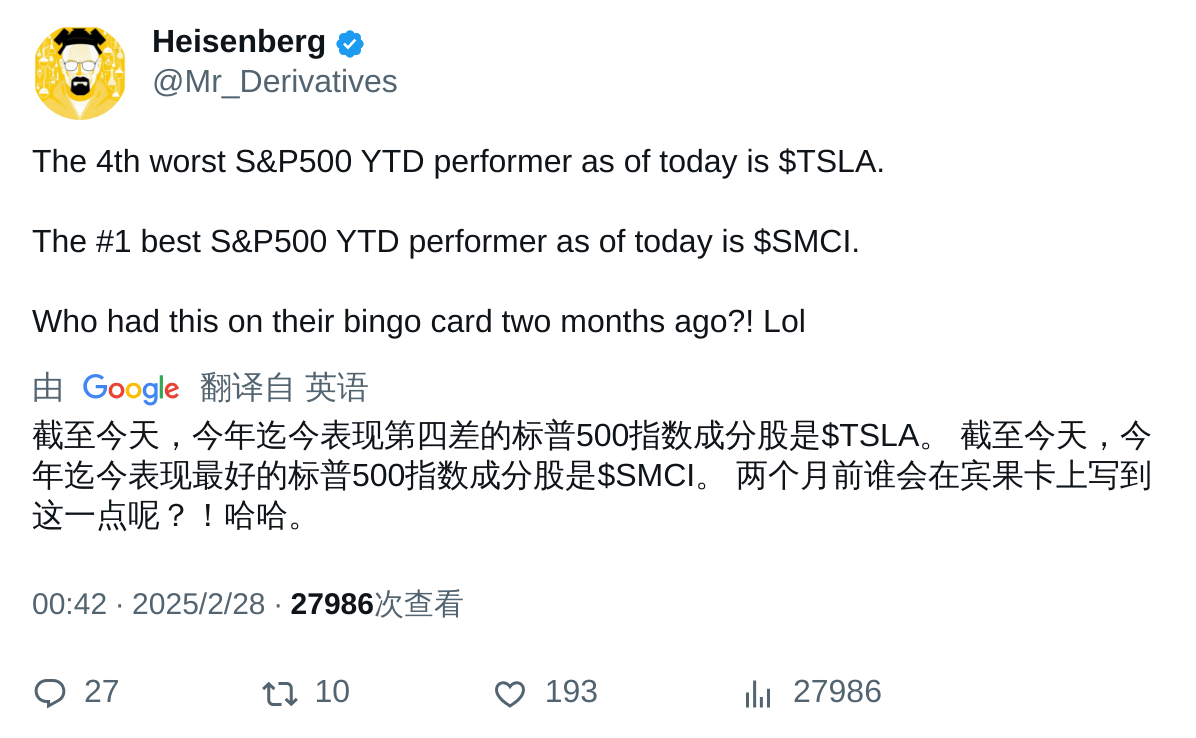 Heisenberg
@Mr_Derivatives
The 4th worst S&P500 YTD performer as of today is $TSLA.
The #1 best S&P500 YTD performer as of today is $SMCI.
Who had this on their bingo card two months ago?! Lol
由 Google 翻译自 英语
截至今天，今年迄今表现第四差的标普500指数成分股是$TSLA。 截至今天，今
年迄今表现最好的标普500指数成分股是$SMCI。 两个月前谁会在宾果卡上写到
这一点呢？！哈哈。
00:42 · 2025/2/28 · 27986次查看
27 10 193 27986